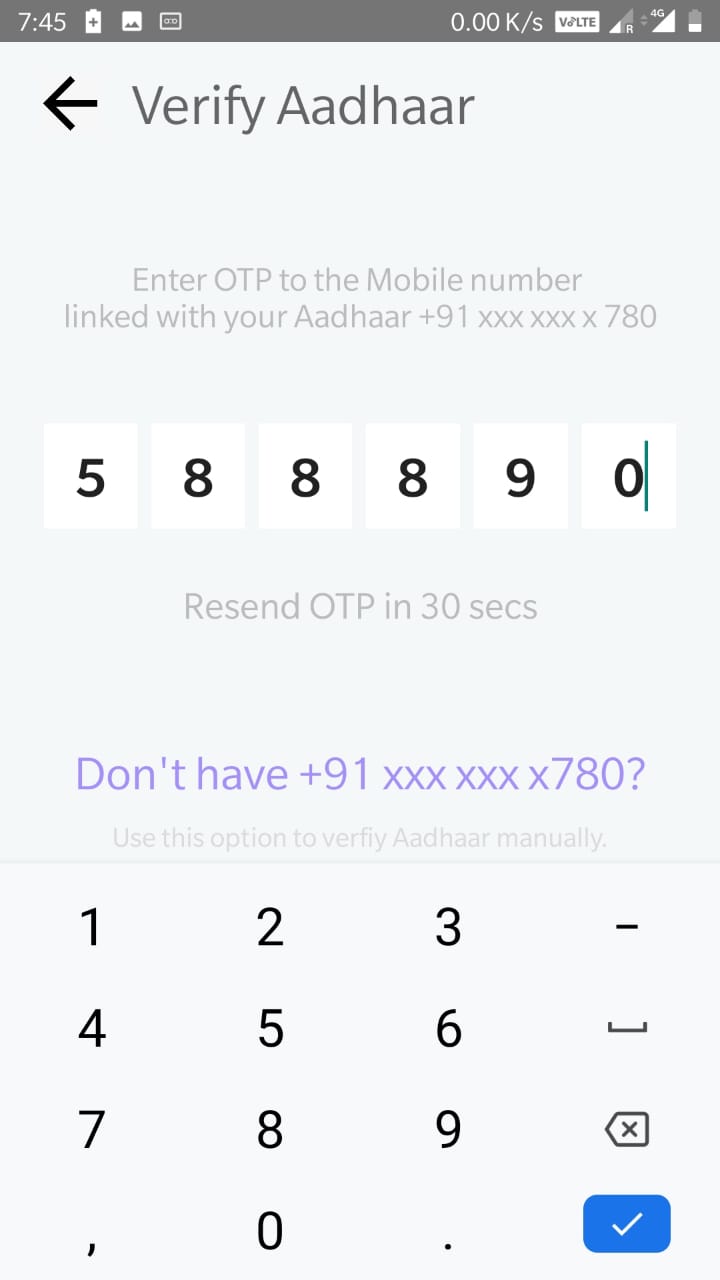 7:45 0.00 K/s VoLTE R 4G
Verify Aadhaar
Enter OTP to the Mobile number
linked with your Aadhaar +91 xxx xxx x 780
5 8 8 8 9 0
Resend OTP in 30 secs
Don't have +91 xxx xxx x780?
Use this option to verfiy Aadhaar manually.
1 2 3 –
4 5 6
7 8 9
, 0 .